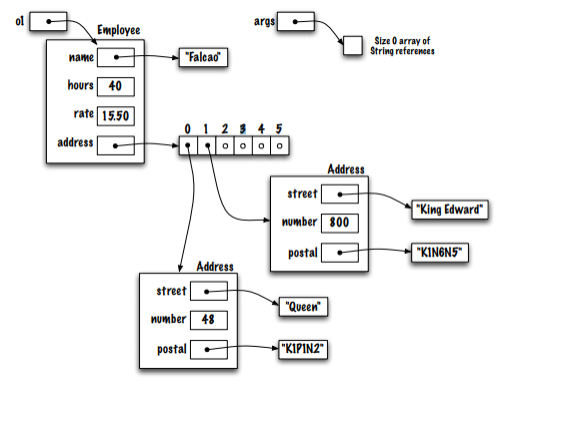 o1
Employee
name
"Falcao"
hours
40
rate
15.50
address
args
Size 0 array of
String references
0 1 2 3 4 5
Address
street
"King Edward"
number
800
postal
"K1N6N5"
Address
street
"Queen"
number
48
postal
"K1P1N2"